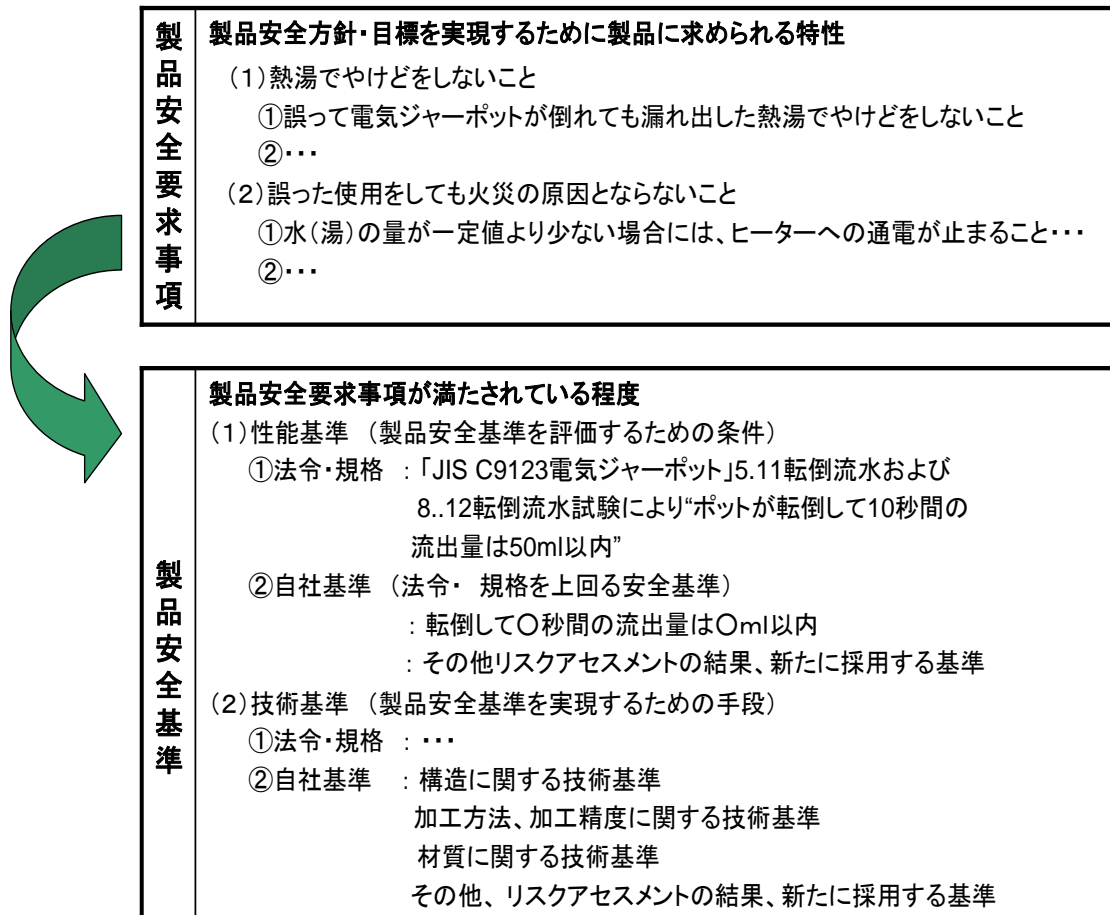 製品安全要求事項
製品安全方針・目標を実現するために製品に求められる特性
(1)熱湯でやけどをしないこと
①誤って電気ジャーポットが倒れても漏れ出した熱湯でやけどをしないこと
②・・・
(2)誤った使用をしても火災の原因とならないこと
①水(湯)の量が一定値より少ない場合には、ヒーターへの通電が止まること・・・
②・・・
製品安全基準
製品安全要求事項が満たされている程度
(1)性能基準 (製品安全基準を評価するための条件)
①法令・規格 :「JIS C9123電気ジャーポット」5.11転倒流水および
8..12転倒流水試験により“ポットが転倒して10秒間の
流出量は50ml以内”
②自社基準 (法令・ 規格を上回る安全基準)
: 転倒して〇秒間の流出量は〇ml以内
: その他リスクアセスメントの結果、新たに採用する基準
(2)技術基準 (製品安全基準を実現するための手段)
①法令・規格 : ・・・
②自社基準 : 構造に関する技術基準
加工方法、加工精度に関する技術基準
材質に関する技術基準
その他、リスクアセスメントの結果、新たに採用する基準